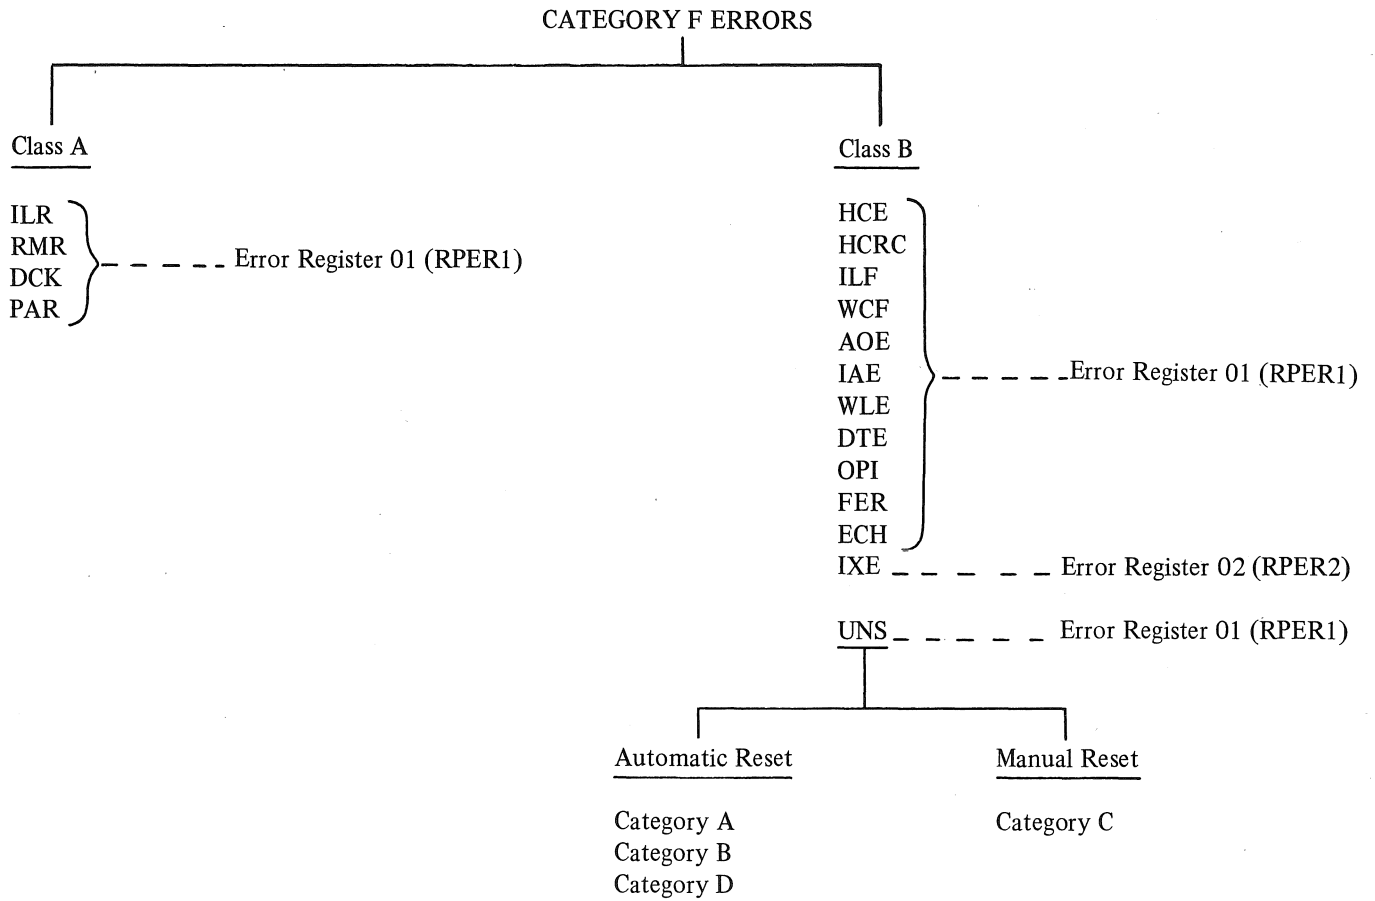 CATEGORY F ERRORS
Class A
ILR
RMR
DCK
PAR
Error Register 01 (RPER1)
Class B
HCE
HCRC
ILF
WCF
AOE
IAE
WLE
DTE
OPI
FER
ECH
Error Register 01 (RPER1)
IXE
Error Register 02 (RPER2)
UNS
Error Register 01 (RPER1)
Automatic Reset
Category A
Category B
Category D
Manual Reset
Category C